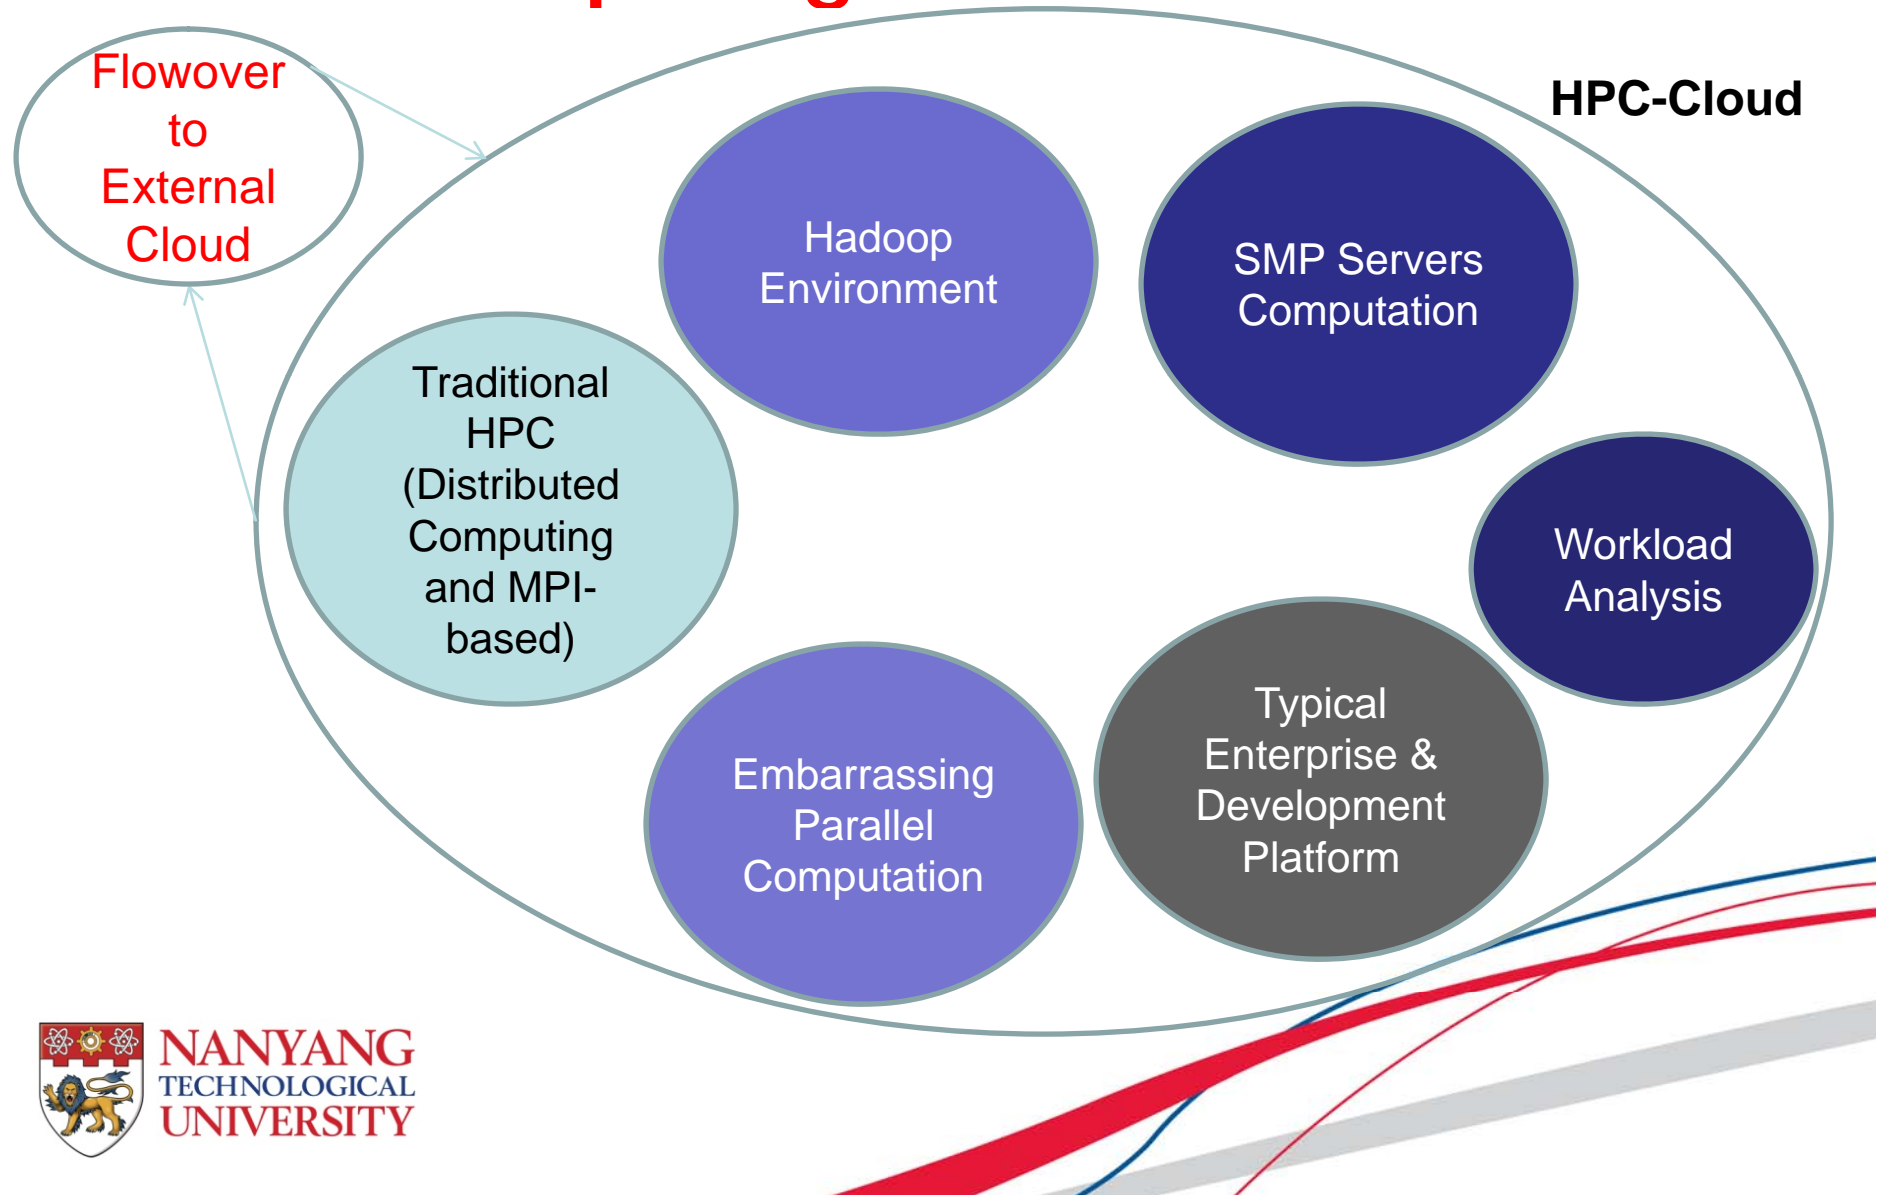 HPC-Cloud
Flowover
to
External
Cloud
Hadoop
Environment
SMP Servers
Computation
Traditional
HPC
(Distributed
Computing
and MPI-
based)
Workload
Analysis
Embarrassing
Parallel
Computation
Typical
Enterprise &
Development
Platform
NANYANG
TECHNOLOGICAL
UNIVERSITY